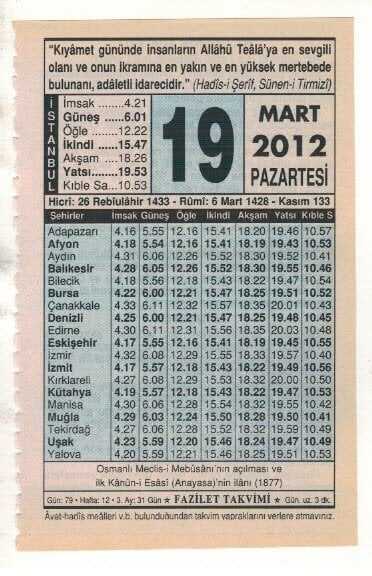 “Kıyâmet gününde insanların Allâhü Teâlâ’ya en sevgili
olanı ve onun ikramına en yakın ve en yüksek mertebede
bulunanı, adâletli idarecidir.” (Hadîs-i Şerîf, Sünen-i Tirmizî)
İSTANBUL
İmsak .......4.21
Güneş ......6.01
Öğle ........12.22
İkindi .....15.47
Akşam ....18.26
Yatsı.......19.53
Kıble Sa...10.53
19
MART
2012
PAZARTESİ
Hicrî: 26 Rebîulâhir 1433 - Rûmî: 6 Mart 1428 - Kasım 133
Şehirler İmsak Güneş Öğle İkindi Akşam Yatsı Kıble S
Adapazarı 4.16 5.55 12.16 15.41 18.20 19.46 10.57
Afyon 4.18 5.54 12.16 15.41 18.19 19.43 10.53
Aydın 4.31 6.06 12.26 15.52 18.30 19.52 10.41
Balıkesir 4.28 6.05 12.26 15.52 18.30 19.55 10.46
Bilecik 4.18 5.56 12.18 15.43 18.22 19.47 10.54
Bursa 4.22 6.00 12.21 15.47 18.25 19.51 10.52
Çanakkale 4.33 6.11 12.32 15.57 18.35 20.01 10.43
Denizli 4.25 6.00 12.21 15.47 18.25 19.48 10.45
Edirne 4.30 6.11 12.31 15.56 18.35 20.03 10.48
Eskişehir 4.17 5.55 12.16 15.41 18.19 19.45 10.55
İzmir 4.32 6.08 12.29 15.55 18.33 19.57 10.40
İzmit 4.17 5.57 12.18 15.43 18.22 19.49 10.56
Kırklareli 4.27 6.08 12.29 15.53 18.32 20.00 10.50
Kütahya 4.19 5.57 12.18 15.43 18.22 19.47 10.53
Manisa 4.30 6.06 12.28 15.54 18.32 19.55 10.42
Muğla 4.29 6.03 12.24 15.50 18.28 19.50 10.41
Tekirdağ 4.27 6.06 12.27 15.52 18.31 19.58 10.49
Uşak 4.23 5.59 12.20 15.46 18.24 19.47 10.49
Yalova 4.20 5.59 12.21 15.46 18.25 19.51 10.54
Osmanlı Meclis-i Mebûsânı’nın açılması ve
ilk Kânûn-i Esâsî (Anayasa)’nin ilânı (1877)
Gün: 79 • Hafta: 12 • 3. Ay: 31 Gün ★ FAZİLET TAKVİMİ ★ Gün. uz. 3 dk.
Âyat-hadîs meâlleri v.b. bulunduğundan takvim yapraklarını yerlere atmayınız.